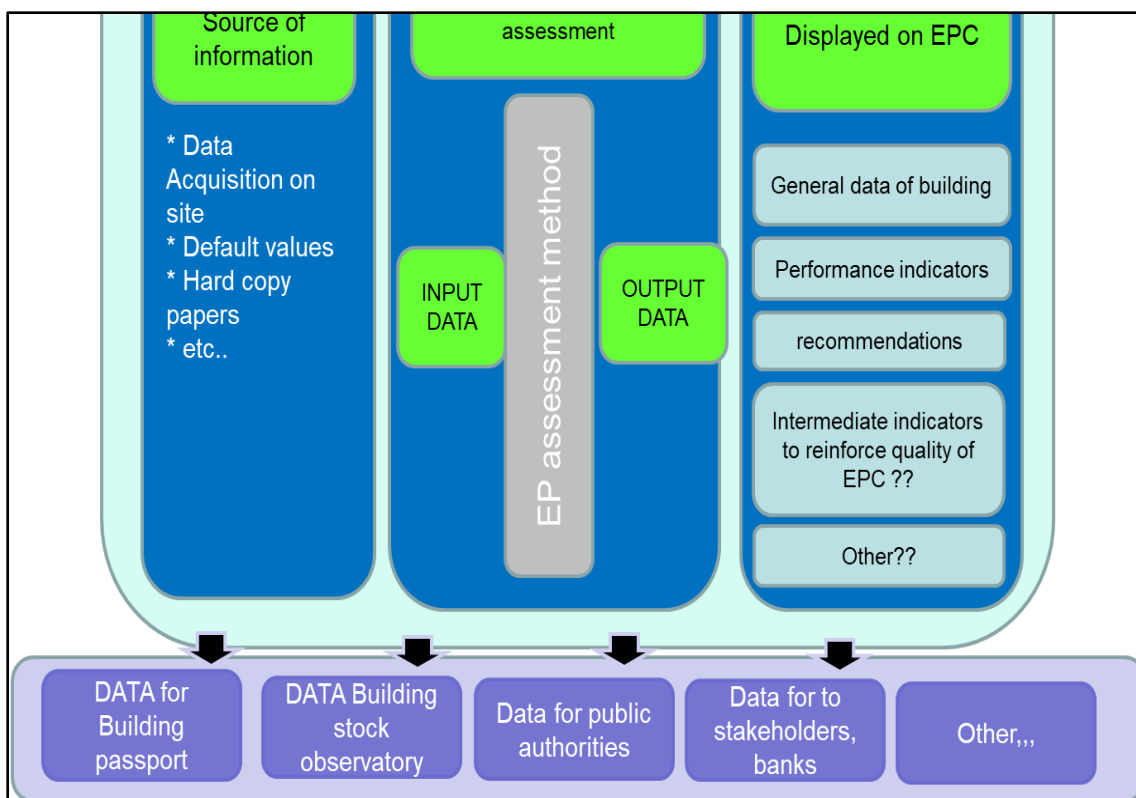 Source of
information
* Data
Acquisition on
site
* Default values
* Hard copy
papers
* etc..
assessment
INPUT
DATA
EP assessment method
OUTPUT
DATA
Displayed on EPC
General data of building
Performance indicators
recommendations
Intermediate indicators
to reinforce quality of
EPC ??
Other??
DATA for
Building
passport
DATA Building
stock
observatory
Data for public
authorities
Data for to
stakeholders,
banks
Other,,,